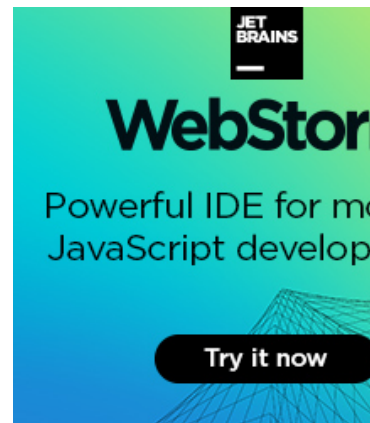 JET
BRAINS
WebStor
Powerful IDE for mo
JavaScript develop
Try it now